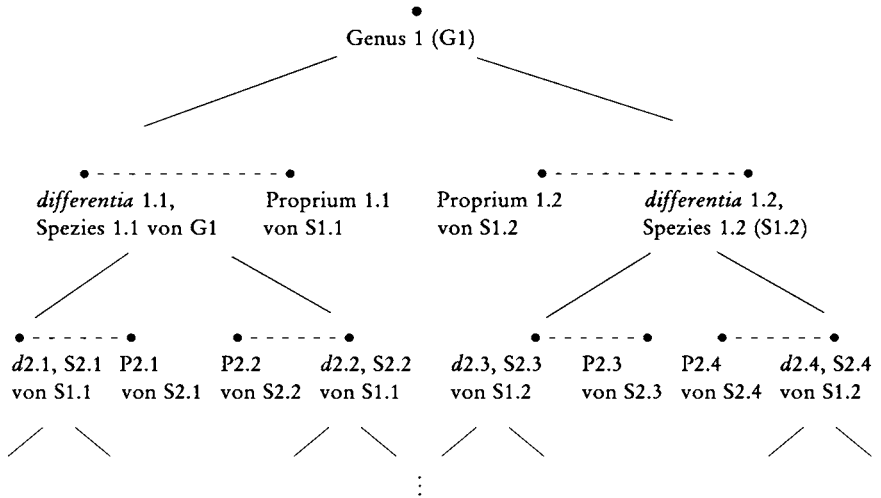 Genus 1 (G1)
differentia 1.1,
Spezies 1.1 von G1
Proprium 1.1
von S1.1
Proprium 1.2
von S1.2
differentia 1.2,
Spezies 1.2 (S1.2)
d2.1, S2.1
von S1.1
P2.1
von S2.1
P2.2
von S2.2
d2.2, S2.2
von S1.1
d2.3, S2.3
von S1.2
P2.3
von S2.3
P2.4
von S2.4
d2.4, S2.4
von S1.2